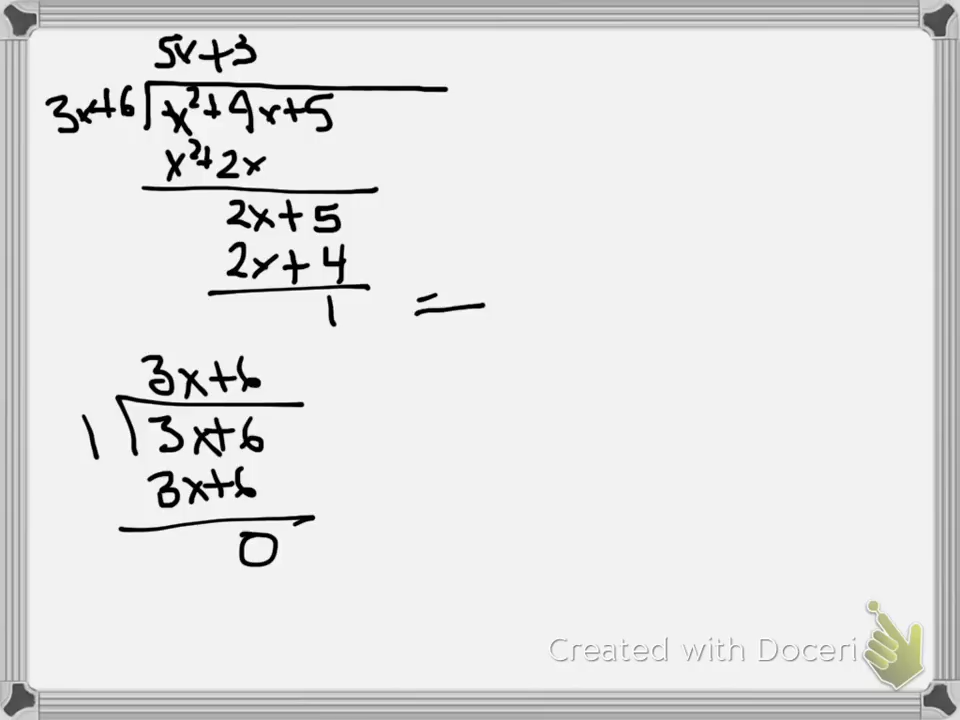 5x+3
3x+6 x²+4x+5
x²+2x
2x+5
2x+4
1 =
3x+6
1 3x+6
3x+6
0
Created with Doceri